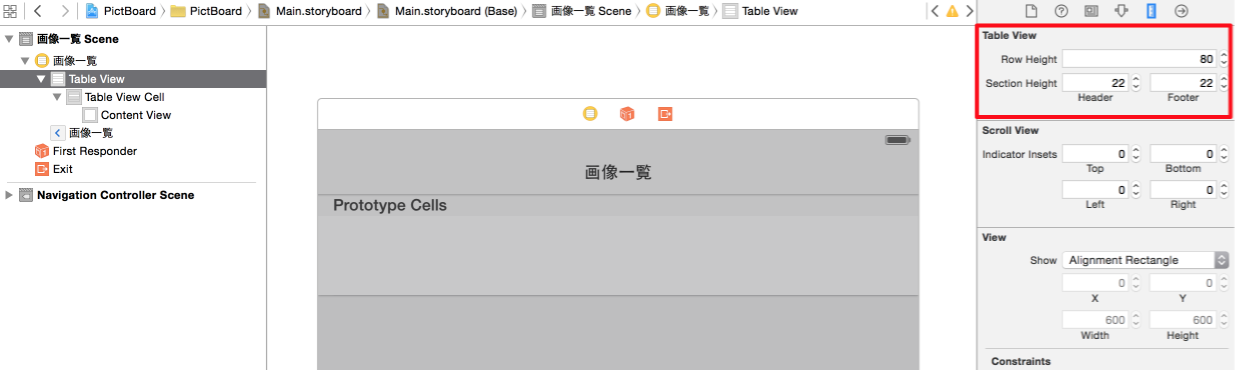 PictBoard PictBoard Main.storyboard Main.storyboard (Base) 画像一覧 Scene 画像一覧 Table View
画像一覧 Scene
画像一覧
Table View
Table View Cell
Content View
画像一覧
First Responder
Exit
Navigation Controller Scene
画像一覧
Prototype Cells
Table View
Row Height 80
Section Height 22 22
Header Footer
Scroll View
Indicator Insets 0 0
Top Bottom
0 0
Left Right
View
Show Alignment Rectangle
0 0
X Y
600 600
Width Height
Constraints